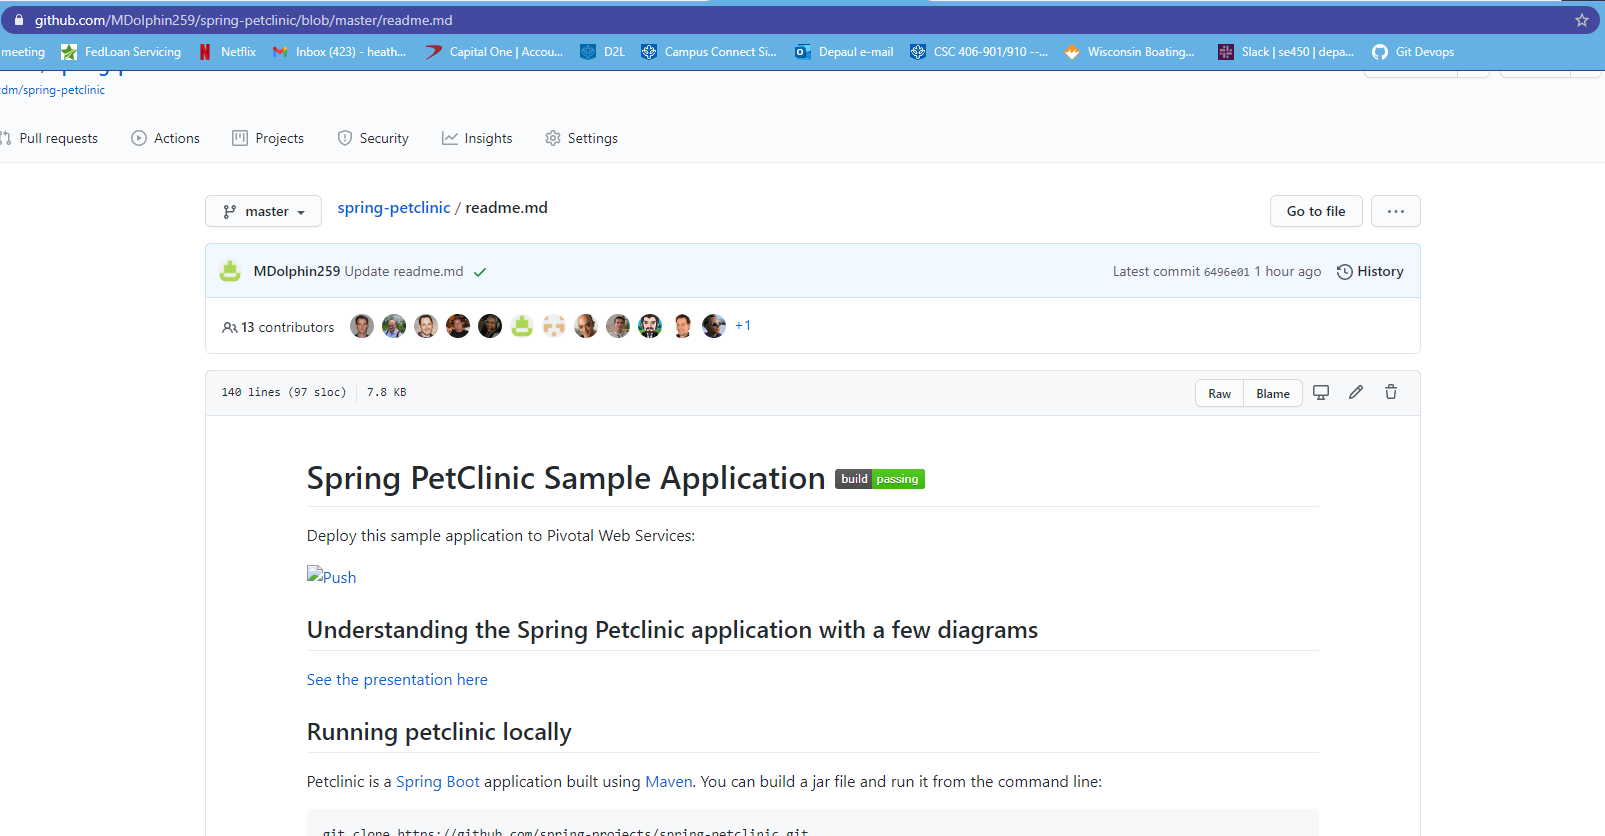 github.com/MDolphin259/spring-petclinic/blob/master/readme.md
meeting FedLoan Servicing Netflix Inbox (423) - heath... Capital One | Accou... D2L Campus Connect Si... Depaul e-mail CSC 406-901/910 --... Wisconsin Boating... Slack | se450 | depa... Git Devops
cdm/spring-petclinic
Pull requests Actions Projects Security Insights Settings
master spring-petclinic / readme.md Go to file ...
MDolphin259 Update readme.md Latest commit 6496e01 1 hour ago History
13 contributors +1
140 lines (97 sloc) 7.8 KB Raw Blame
Spring PetClinic Sample Application build passing
Deploy this sample application to Pivotal Web Services:
Push
Understanding the Spring Petclinic application with a few diagrams
See the presentation here
Running petclinic locally
Petclinic is a Spring Boot application built using Maven. You can build a jar file and run it from the command line:
git clone https://github.com/spring-projects/spring-petclinic.git